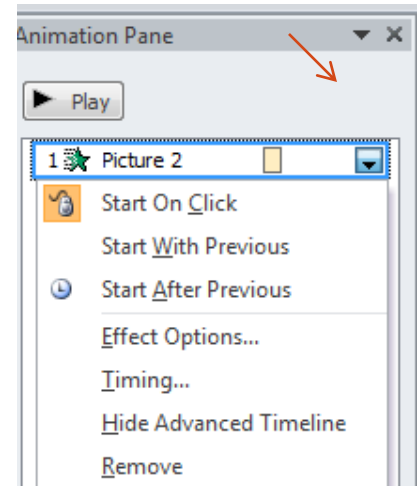 Animation Pane
Play
1 Picture 2
Start On Click
Start With Previous
Start After Previous
Effect Options...
Timing...
Hide Advanced Timeline
Remove